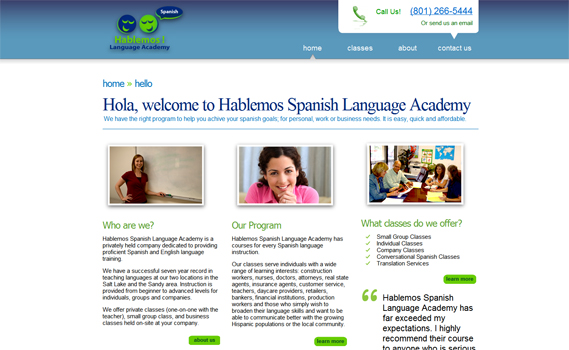 Spanish
Hablemos!
Language Academy
Call Us! (801) 266-5444
Or send us an email
home classes about contact us
home » hello
Hola, welcome to Hablemos Spanish Language Academy
We have the right program to help you achive your spanish goals, for personal, work or business needs. It is easy, quick and affordable.
Who are we?
Hablemos Spanish Language Academy is a
privately held company dedicated to providing
proficient Spanish and English language
training.
We have a successful seven year record in
teaching languages at our two locations in the
Salt Lake and the Sandy area. Instruction is
provided from beginner to advanced levels for
individuals, groups and companies.
We offer private classes (one-on-one with the
teacher), small group class, and business
classes held on-site at your company.
about us
Our Program
Hablemos Spanish Language Academy has
courses for every Spanish language
instruction.
Our classes serve individuals with a wide
range of learning interests: construction
workers, nurses, doctors, attorneys, real state
agents, insurance agents, customer service,
teachers, daycare providers, retailers,
bankers, financial institutions, production
workers and those who simply wish to
broaden their language skills and want to be
able to communicate better with the growing
Hispanic populations or the local community.
learn more
What classes do we offer?
Small Group Classes
Individual Classes
Company Classes
Conversational Spanish Classes
Translation Services
learn more
“ Hablemos Spanish
Language Academy has
far exceeded my
expectations. I highly
recommend their course
to anyone who is serious